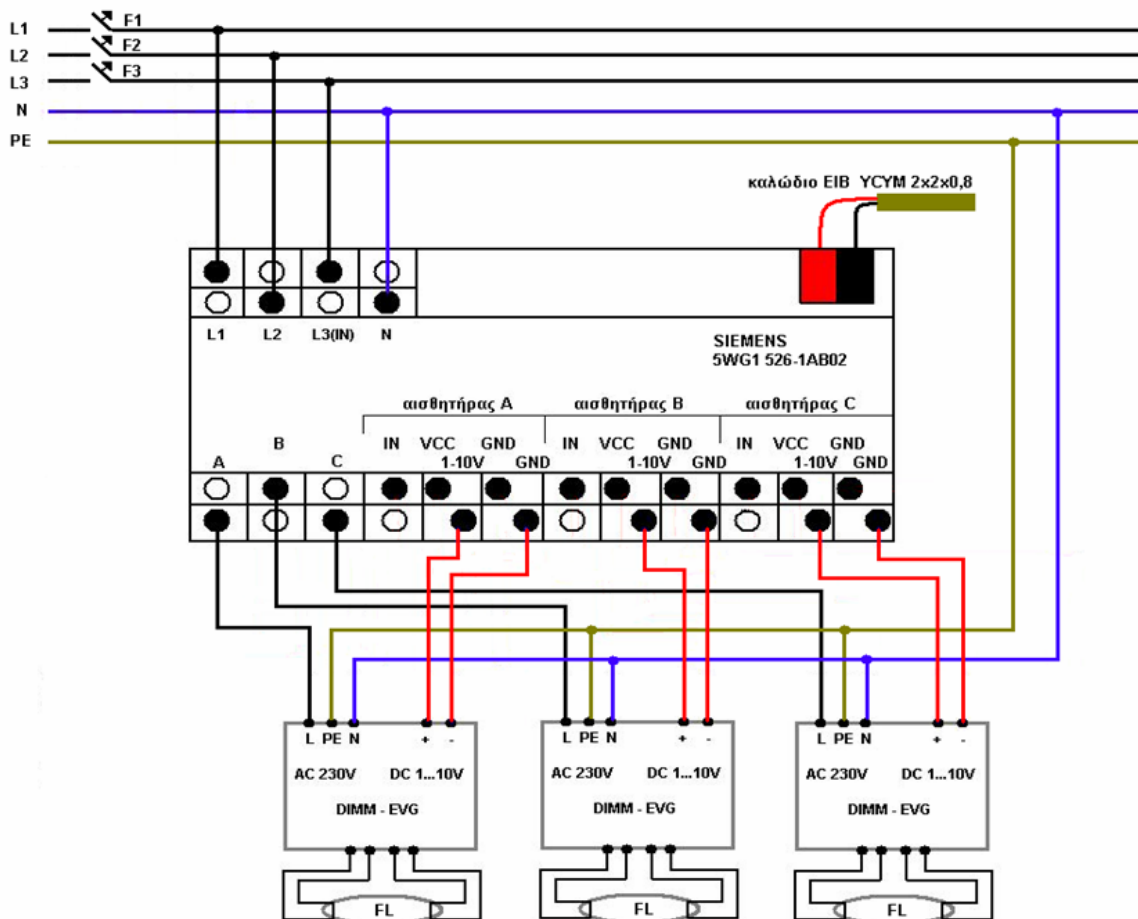 L1
F1
L2
F2
L3
F3
N
PE
καλώδιο EIB YCYM 2x2x0,8
L1 L2 L3(IN) N
SIEMENS
5WG1 526-1AB02
αισθητήρας A αισθητήρας B αισθητήρας C
B IN VCC GND IN VCC GND IN VCC GND
A C 1-10V GND 1-10V GND 1-10V GND
L PE N + - L PE N + - L PE N + -
AC 230V DC 1...10V AC 230V DC 1...10V AC 230V DC 1...10V
DIMM - EVG DIMM - EVG DIMM - EVG
FL FL FL